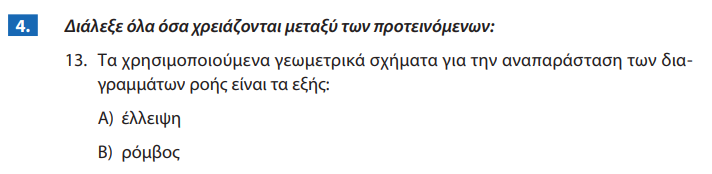 4. Διάλεξε όλα όσα χρειάζονται μεταξύ των προτεινόμενων:
13. Τα χρησιμοποιούμενα γεωμετρικά σχήματα για την αναπαράσταση των δια-
γραμμάτων ροής είναι τα εξής:
Α) έλλειψη
Β) ρόμβος